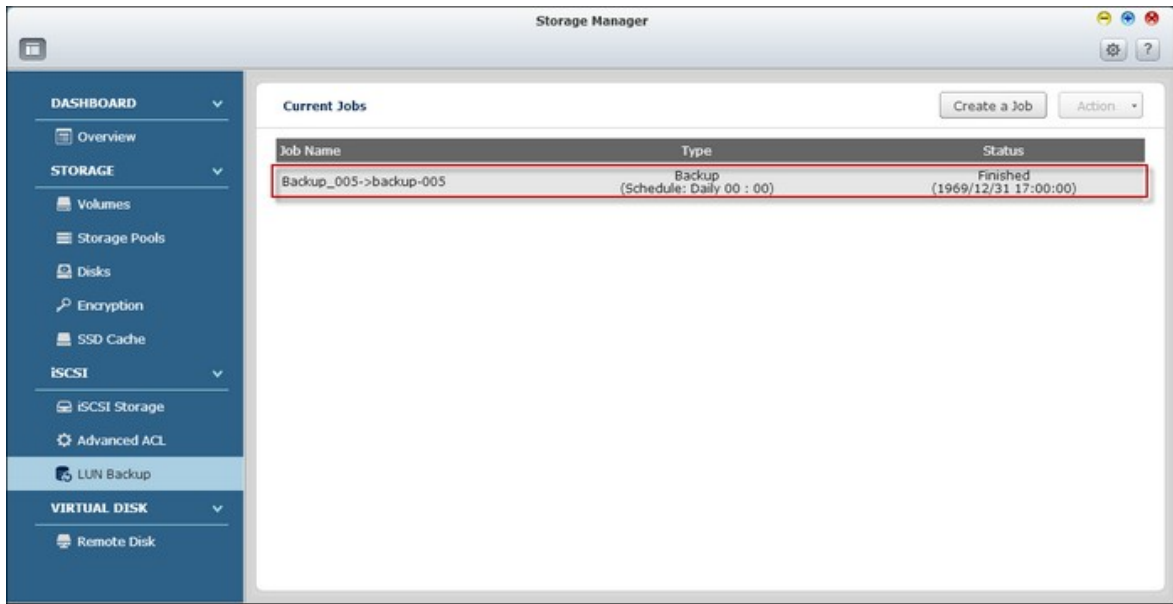 Storage Manager
?
DASHBOARD
Overview
STORAGE
Volumes
Storage Pools
Disks
Encryption
SSD Cache
iSCSI
iSCSI Storage
Advanced ACL
LUN Backup
VIRTUAL DISK
Remote Disk
Current Jobs
Create a Job
Action
Job Name Type Status
Backup_005->backup-005 Backup Finished
(Schedule: Daily 00 : 00) (1969/12/31 17:00:00)